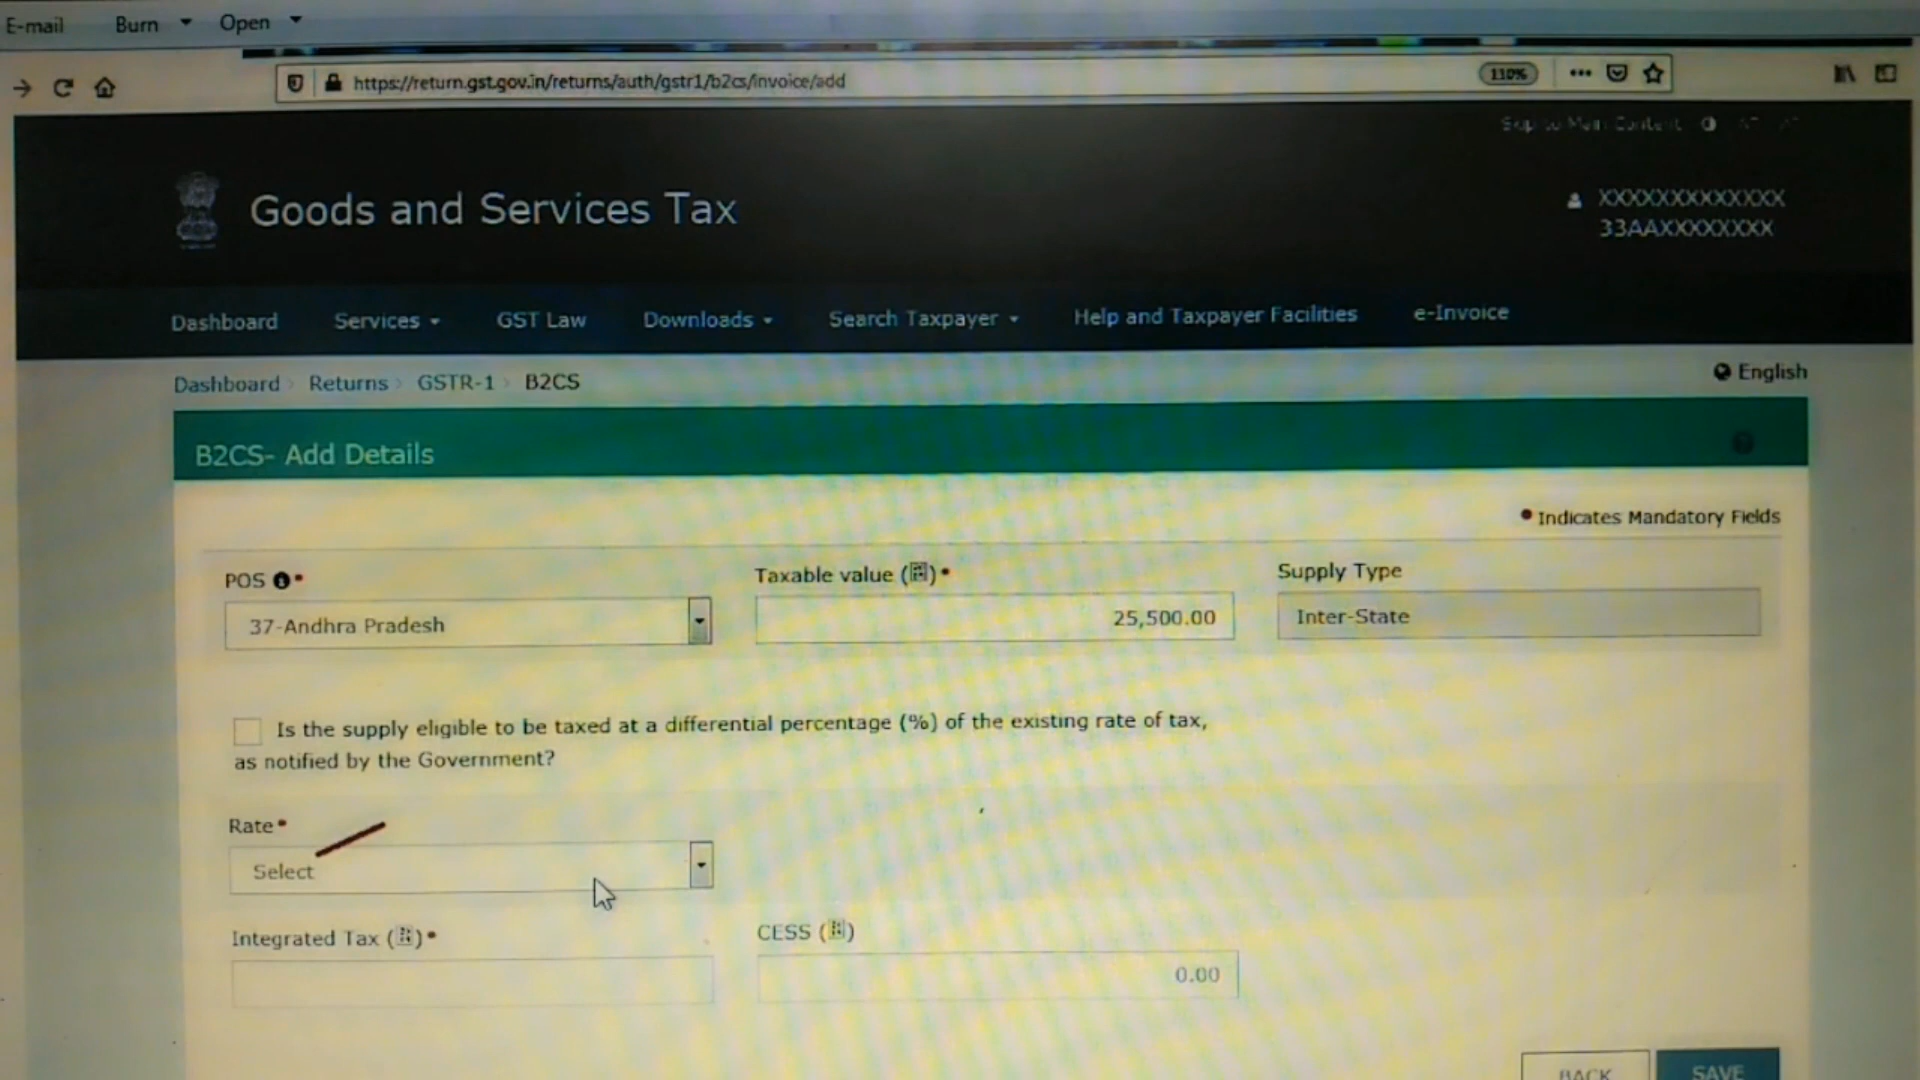 E-mail Burn Open
https://return.gst.gov.in/returns/auth/gstr1/b2cs/invoice/add 110%
Skip to Main Content
Goods and Services Tax
XXXXXXXXXXXXX
33AAXXXXXXXX
Dashboard Services GST Law Downloads Search Taxpayer Help and Taxpayer Facilities e-Invoice
Dashboard Returns GSTR-1 B2CS
English
B2CS- Add Details
• Indicates Mandatory Fields
POS • Taxable value () • Supply Type
37-Andhra Pradesh 25,500.00 Inter-State
Is the supply eligible to be taxed at a differential percentage (%) of the existing rate of tax,
as notified by the Government?
Rate •
Select
Integrated Tax () • CESS ()
0.00
BACK SAVE